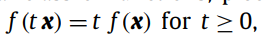 f(tx) = t f(x) for t ≥ 0,